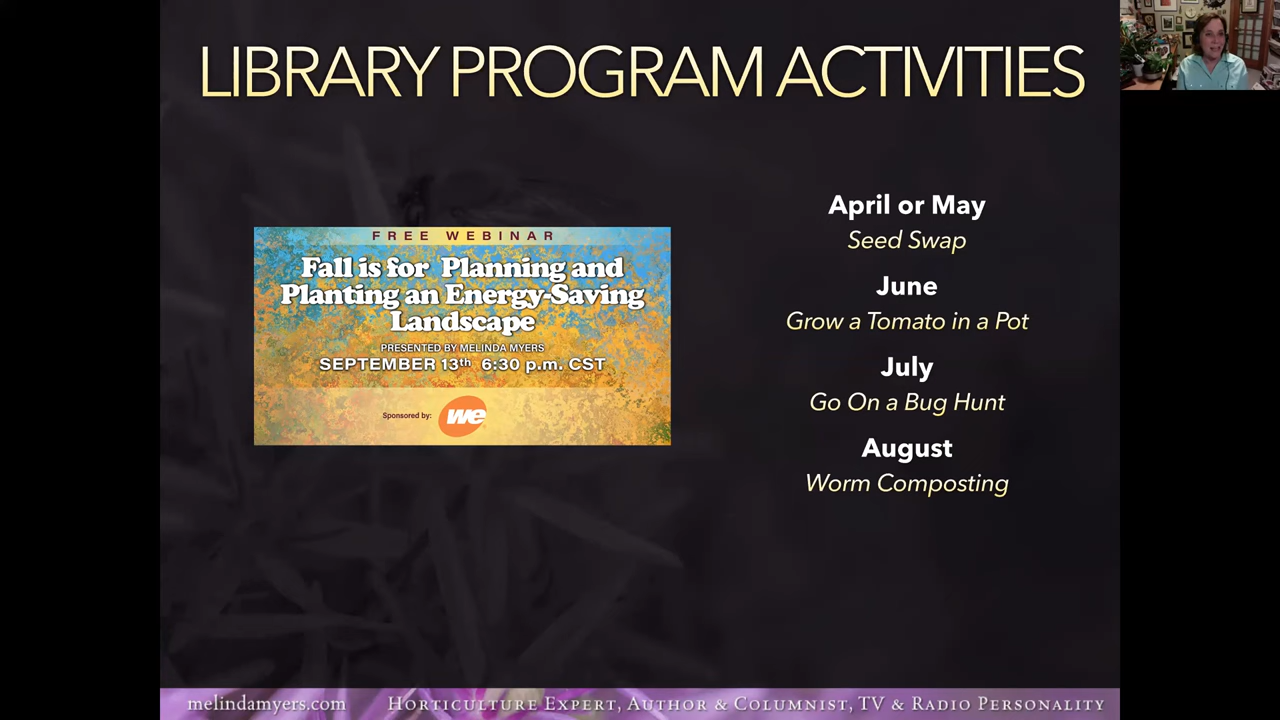 LIBRARY PROGRAM ACTIVITIES
FREE WEBINAR
Fall is for Planning and
Planting an Energy-Saving
Landscape
PRESENTED BY MELINDA MYERS
SEPTEMBER 13th 6:30 p.m. CST
Sponsored by: we
April or May
Seed Swap
June
Grow a Tomato in a Pot
July
Go On a Bug Hunt
August
Worm Composting
melindamyers.com HORTICULTURE EXPERT, AUTHOR & COLUMNIST, TV & RADIO PERSONALITY